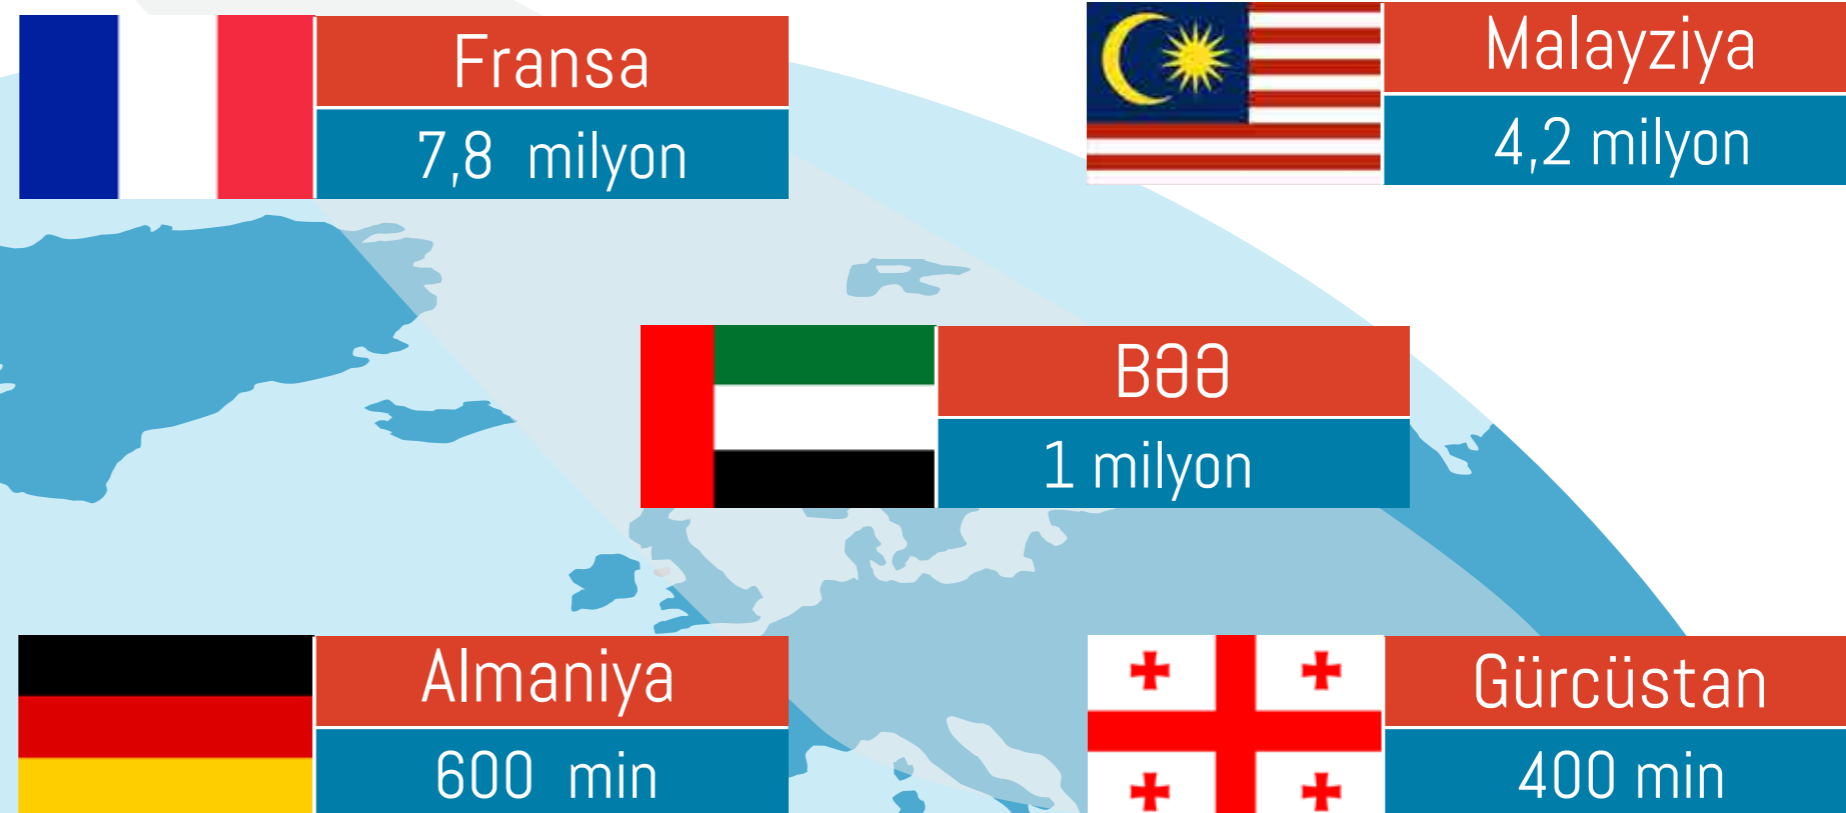 Fransa
7,8 milyon
Malayziya
4,2 milyon
BƏƏ
1 milyon
Almaniya
600 min
Gürcüstan
400 min